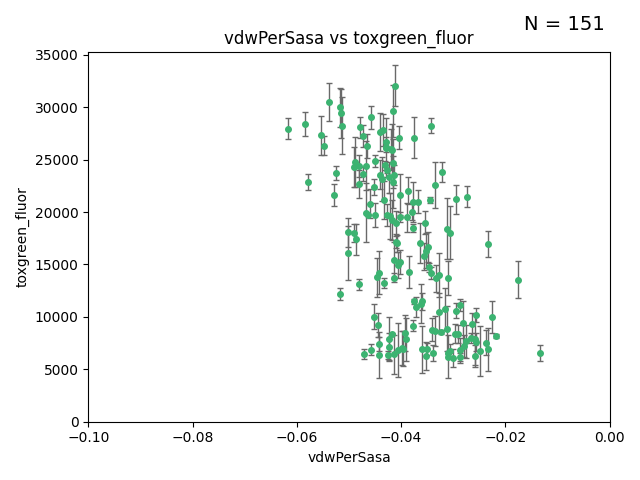 N = 151
vdwPerSasa vs toxgreen_fluor
35000
30000
25000
20000
15000
10000
5000
0
toxgreen_fluor
−0.10 −0.08 −0.06 −0.04 −0.02 0.00
vdwPerSasa